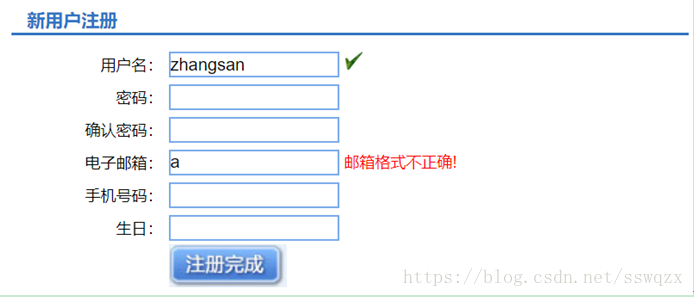 新用户注册
用户名： zhangsan
密码：
确认密码：
电子邮箱： a 邮箱格式不正确!
手机号码：
生日：
注册完成
https://blog.csdn.net/sswqzx